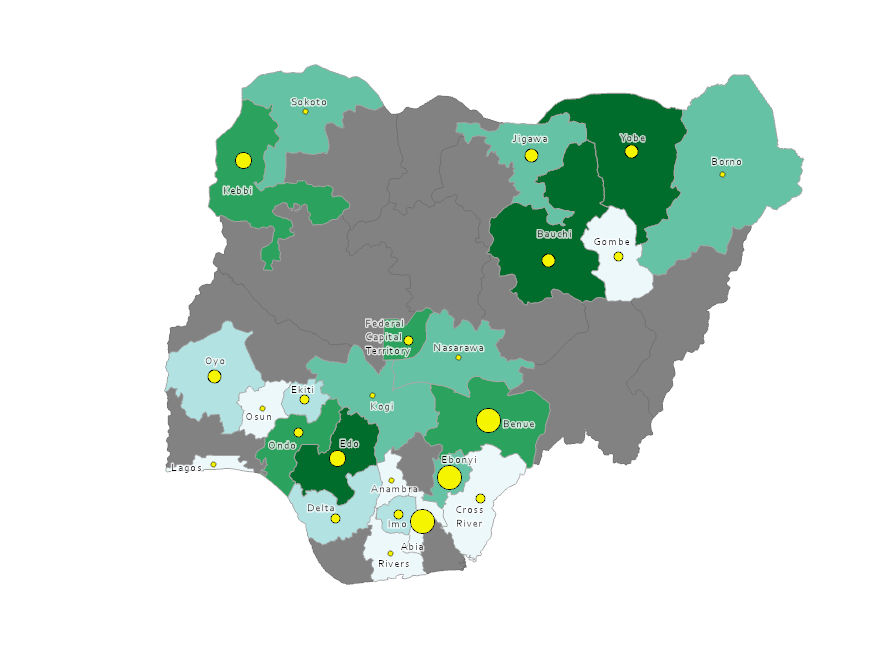 Sokoto
Jigawa
Yobe
Borno
Kebbi
Bauchi
Gombe
Federal
Capital
Territory
Nasarawa
Oyo
Ekiti
Osun
Kogi
Benue
Ondo
Edo
Ebonyi
Lagos
Anambra
Delta
Imo
Cross
River
Abia
Rivers